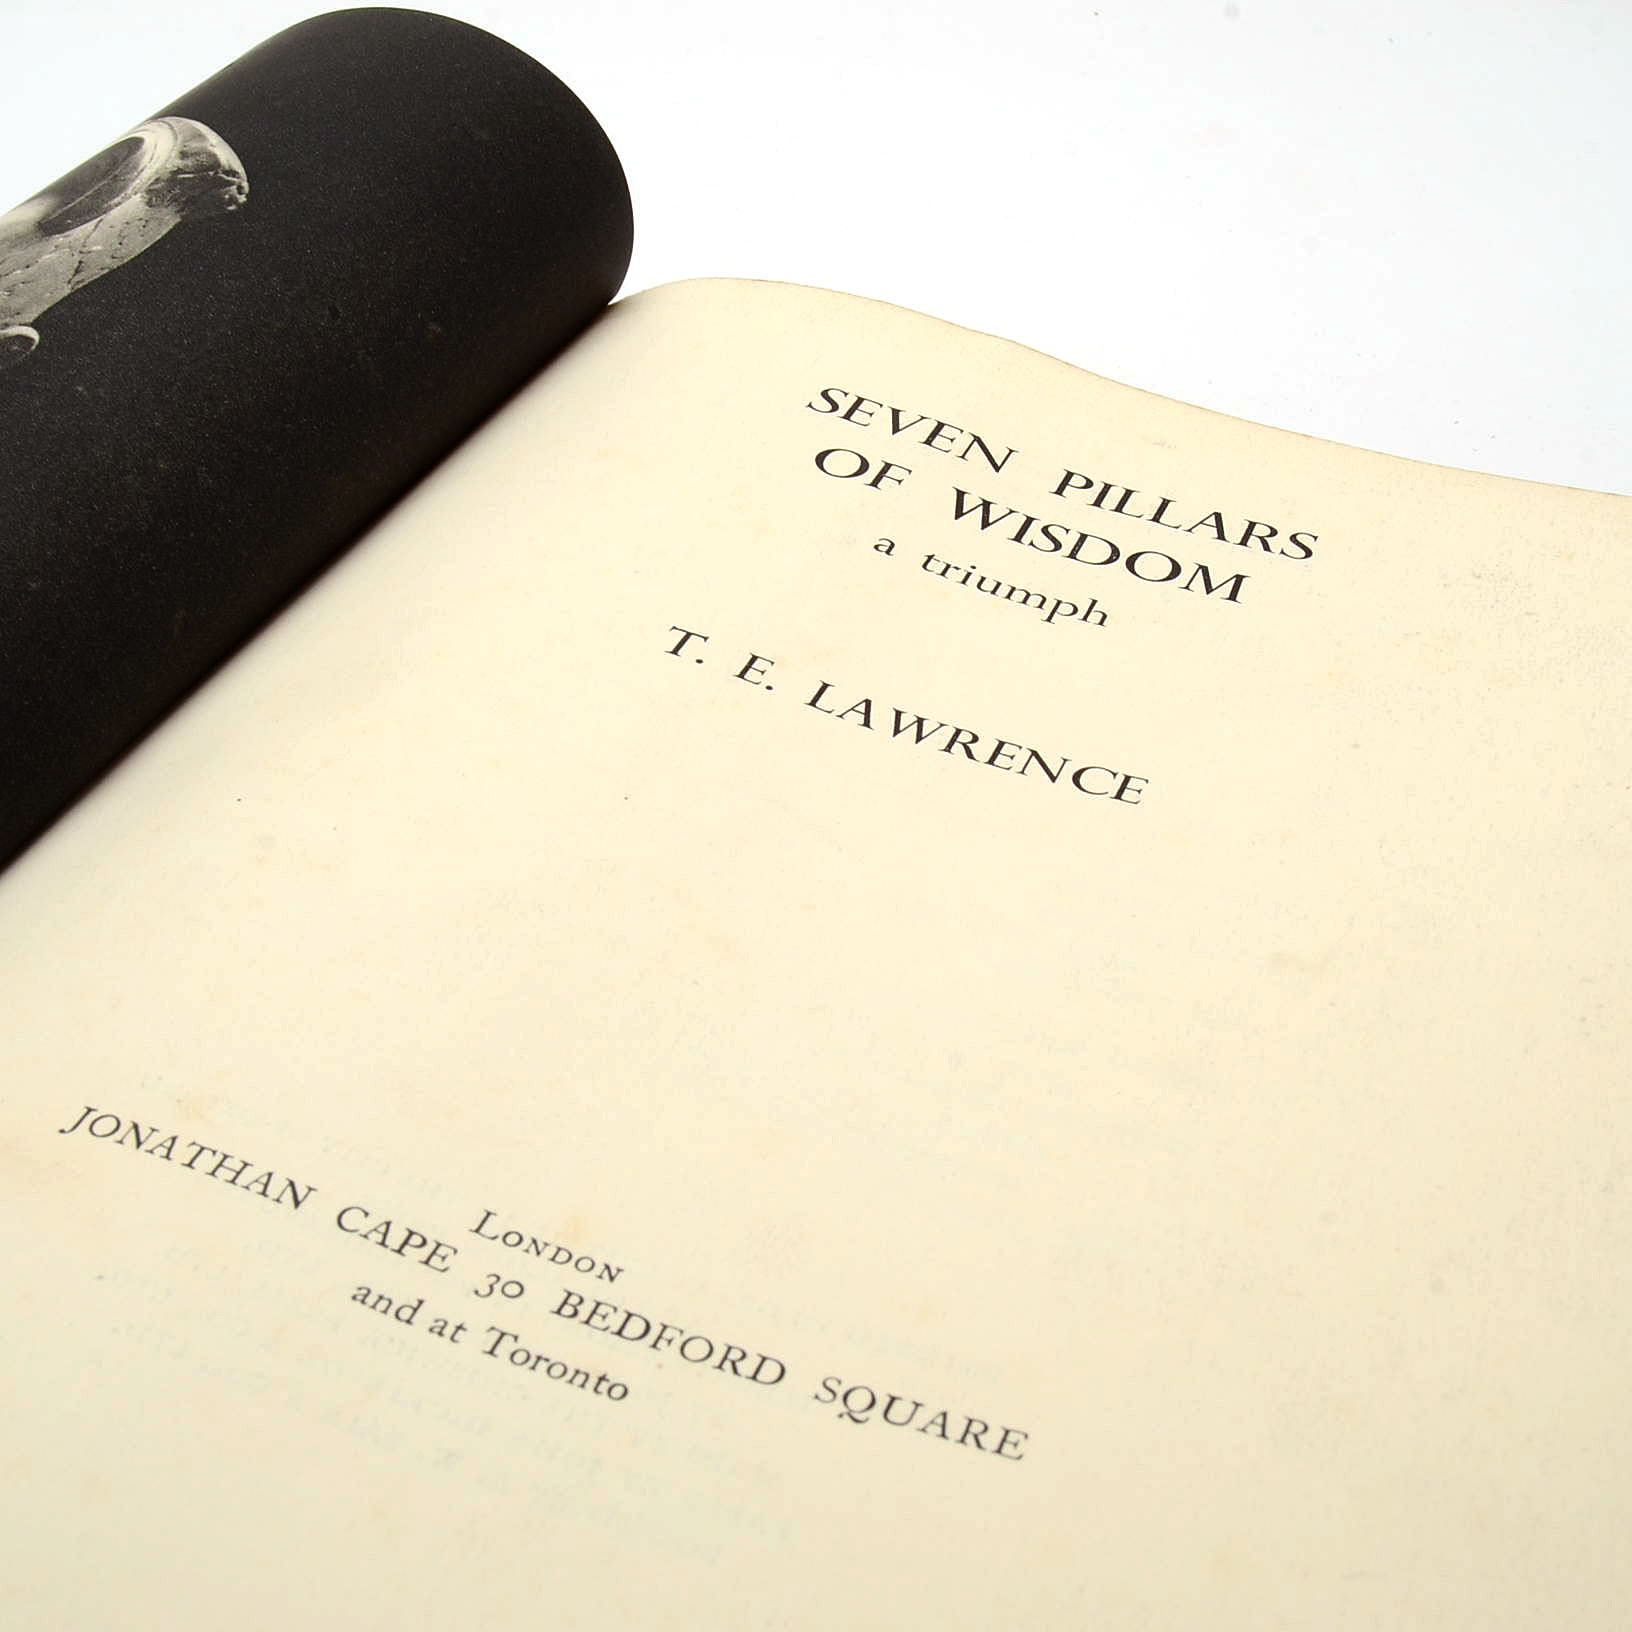 SEVEN PILLARS
OF WISDOM
a triumph
T. E. LAWRENCE
LONDON
JONATHAN CAPE 30 BEDFORD SQUARE
and at Toronto